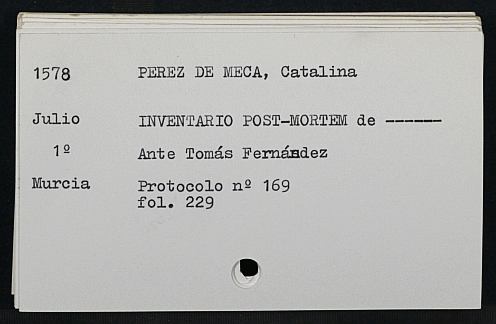 1578 PEREZ DE MECA, Catalina
Julio INVENTARIO POST-MORTEM de ------
1º Ante Tomás Fernández
Murcia Protocolo nº 169
fol. 229